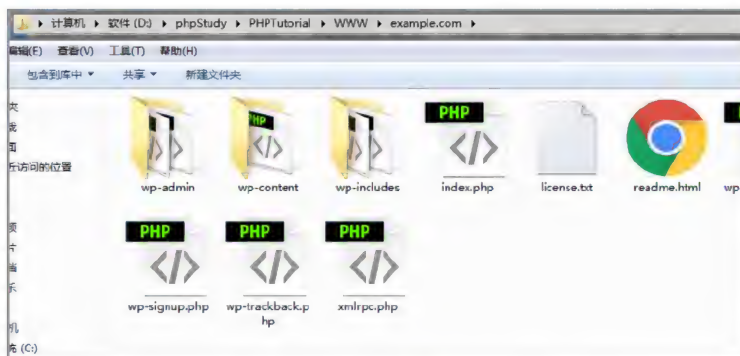 计算机 ▸ 软件 (D:) ▸ phpStudy ▸ PHPTutorial ▸ WWW ▸ example.com ▸
编辑(E) 查看(V) 工具(T) 帮助(H)
包含到库中 共享 新建文件夹
PHP
PHP
wp-admin wp-content wp-includes index.php license.txt readme.html wp
近访问的位置
PHP PHP PHP
wp-signup.php wp-trackback.p xmlrpc.php
hp
(C:)